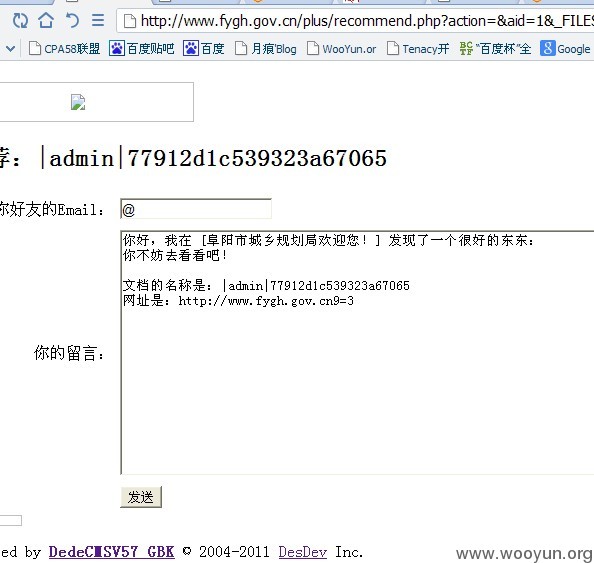 http://www.fygh.gov.cn/plus/recommend.php?action=&aid=1&_FILES
CPA58联盟 百度贴吧 百度 月痕'Blog WooYun.or Tenacy开 "百度杯"全 Google
荐: |admin|77912d1c539323a67065
你好友的Email: @
你好，我在 [阜阳市城乡规划局欢迎您！] 发现了一个很好的东东:
你不妨去看看吧！
文档的名称是: |admin|77912d1c539323a67065
网址是: http://www.fygh.gov.cn9=3
你的留言:
发送
ed by DedeCMSV57_GBK © 2004-2011 DesDev Inc.
www.wooyun.org